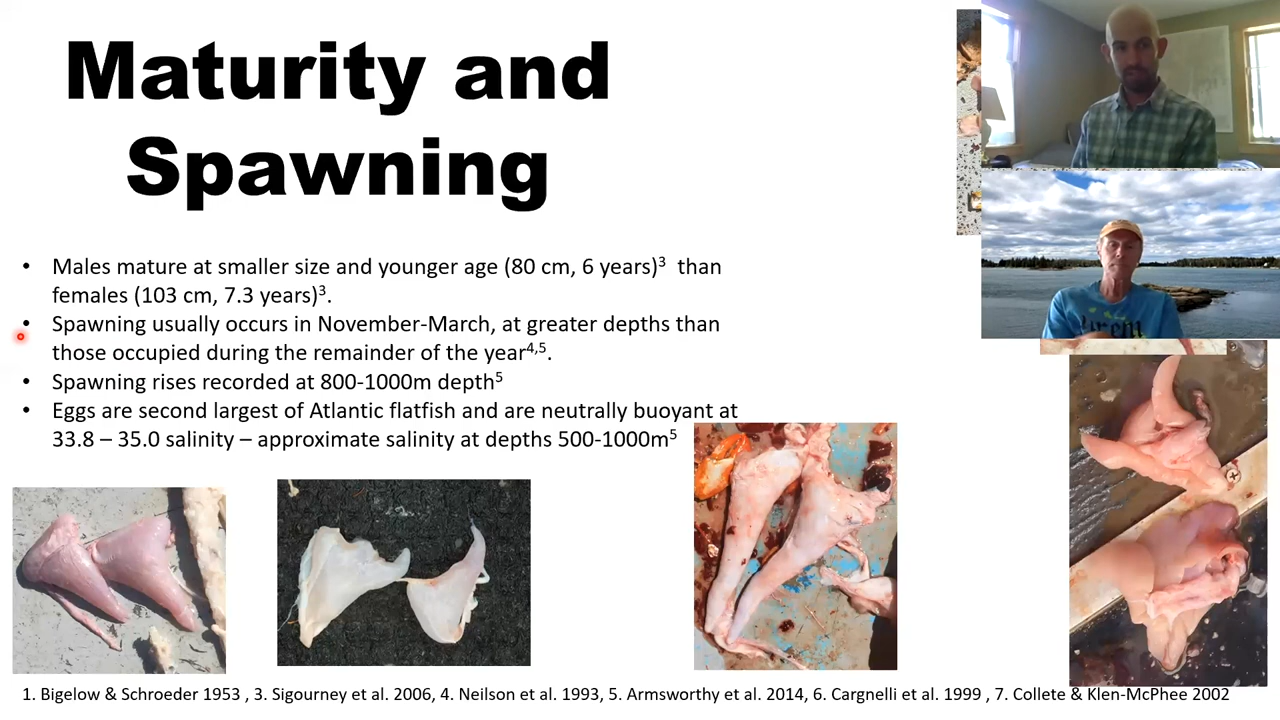 Maturity and
Spawning
• Males mature at smaller size and younger age (80 cm, 6 years)³ than
females (103 cm, 7.3 years)³.
• Spawning usually occurs in November-March, at greater depths than
those occupied during the remainder of the year⁴,⁵.
• Spawning rises recorded at 800-1000m depth⁵
• Eggs are second largest of Atlantic flatfish and are neutrally buoyant at
33.8 – 35.0 salinity – approximate salinity at depths 500-1000m⁵
1. Bigelow & Schroeder 1953 , 3. Sigourney et al. 2006, 4. Neilson et al. 1993, 5. Armsworthy et al. 2014, 6. Cargnelli et al. 1999 , 7. Collete & Klen-McPhee 2002